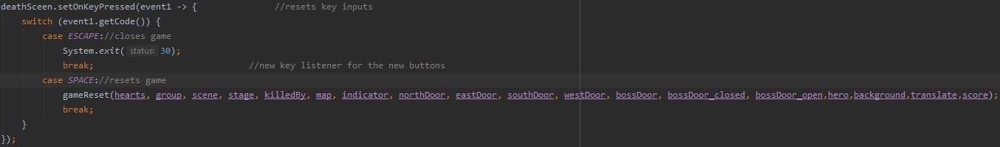 deathSceen.setOnKeyPressed(event1 -> {               //resets key inputs
    switch (event1.getCode()) {
        case ESCAPE://closes game
            System.exit( status: 30);
            break;                              //new key listener for the new buttons
        case SPACE://resets game
            gameReset(hearts, group, scene, stage, killedBy, map, indicator, northDoor, eastDoor, southDoor, westDoor, bossDoor, bossDoor_closed, bossDoor_open,hero,background,translate,score);
            break;
    }
});